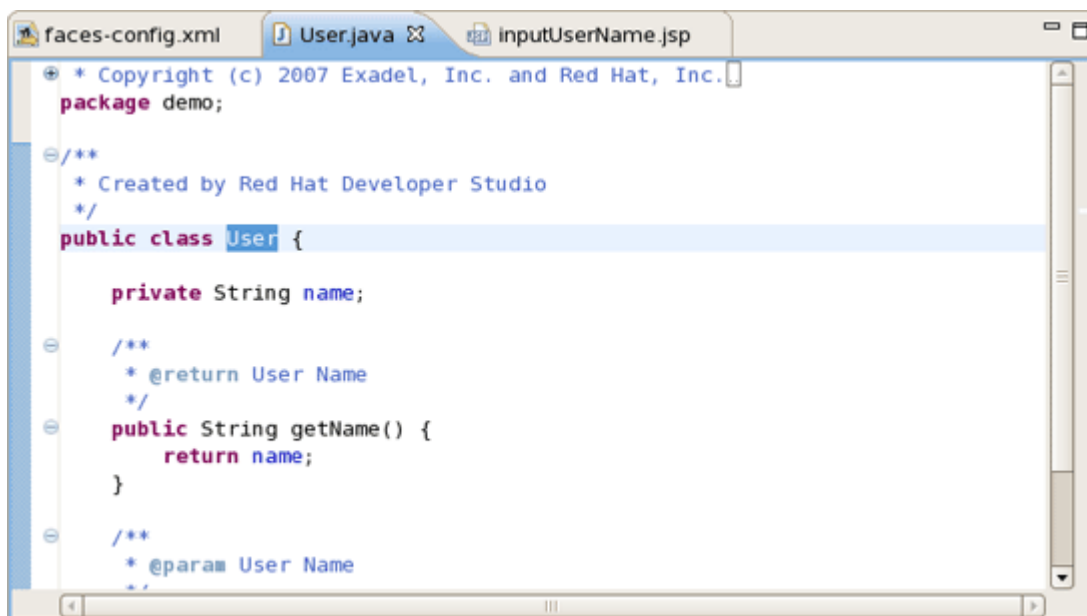 faces-config.xml User.java inputUserName.jsp
* Copyright (c) 2007 Exadel, Inc. and Red Hat, Inc.
package demo;
/**
* Created by Red Hat Developer Studio
*/
public class User {
private String name;
/**
* @return User Name
*/
public String getName() {
return name;
}
/**
* @param User Name